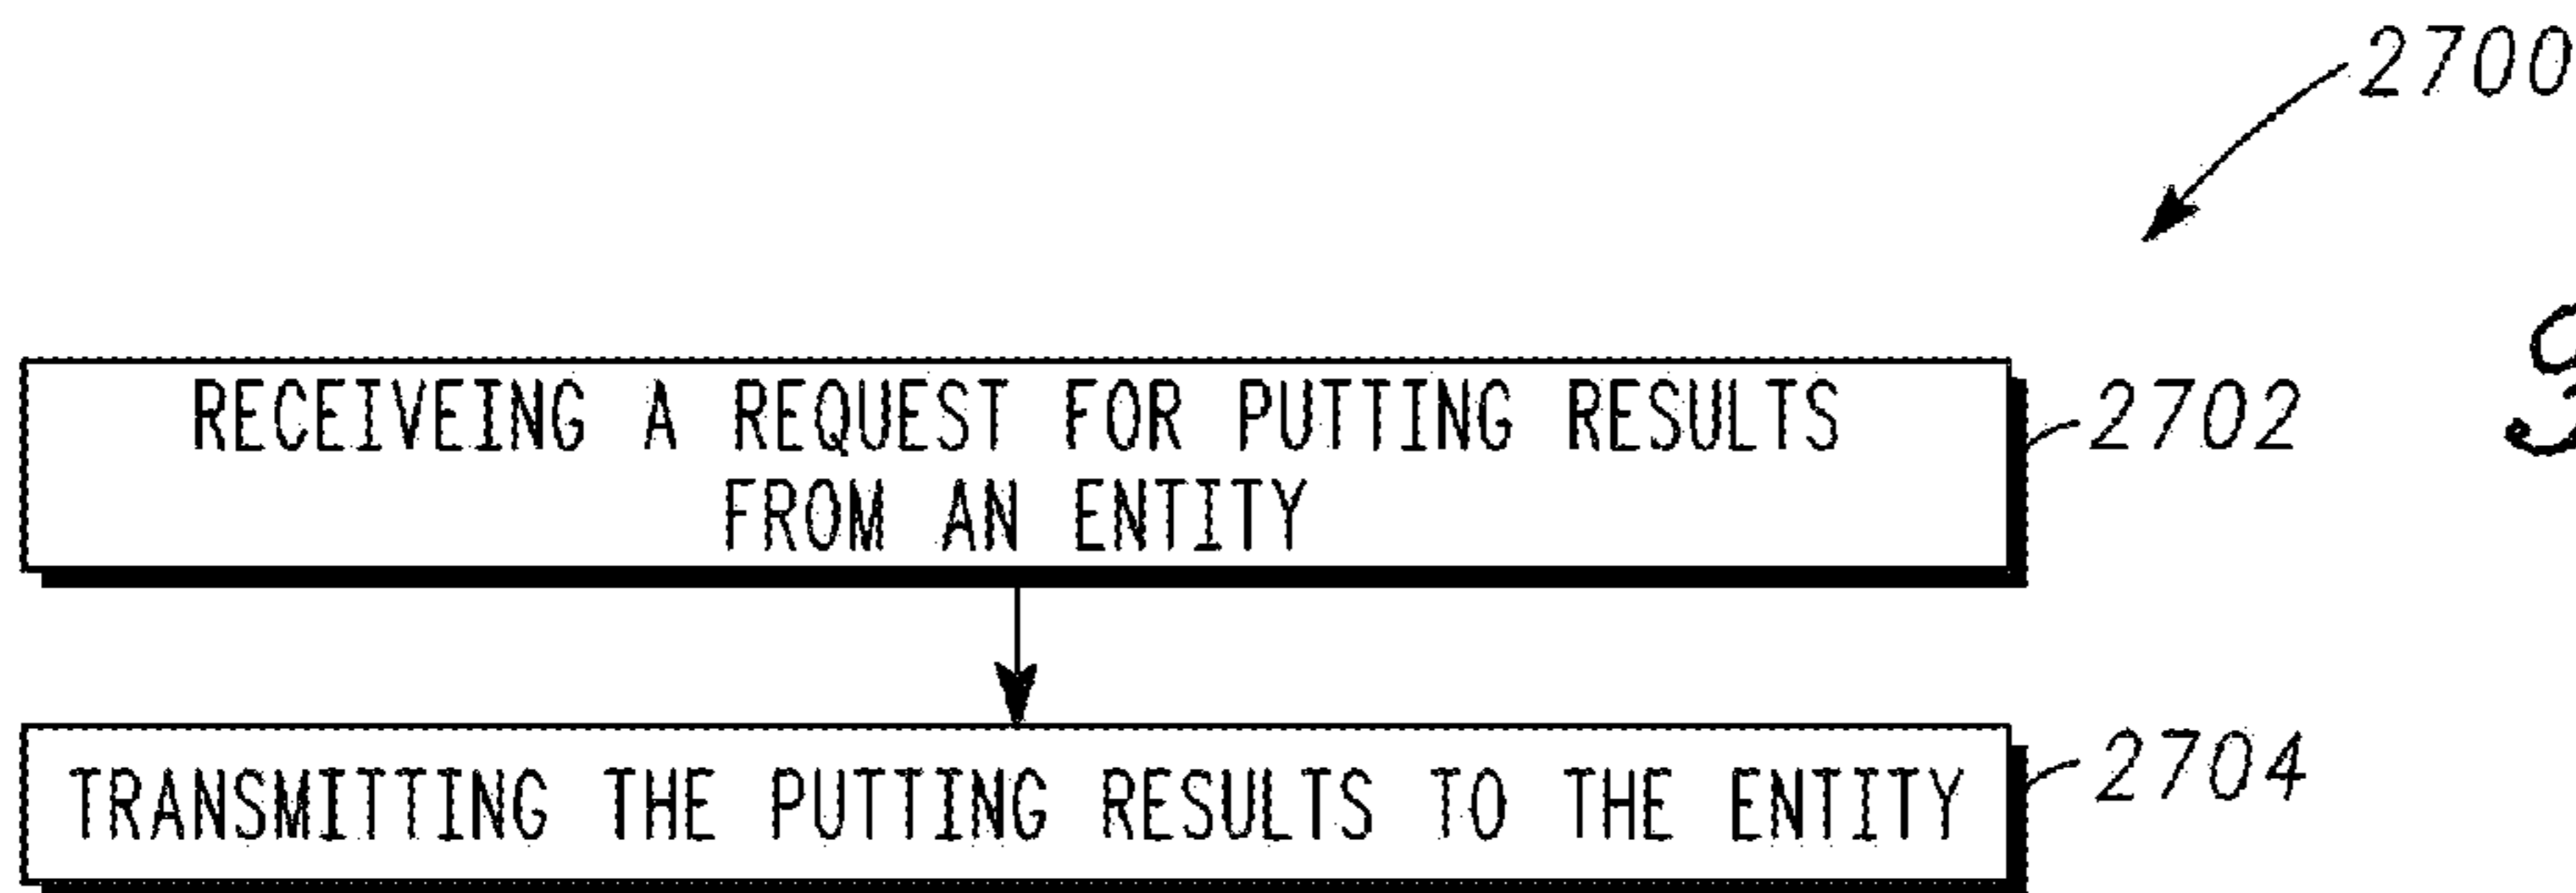 2700
RECEIVEING A REQUEST FOR PUTTING RESULTS
FROM AN ENTITY
2702
TRANSMITTING THE PUTTING RESULTS TO THE ENTITY
2704